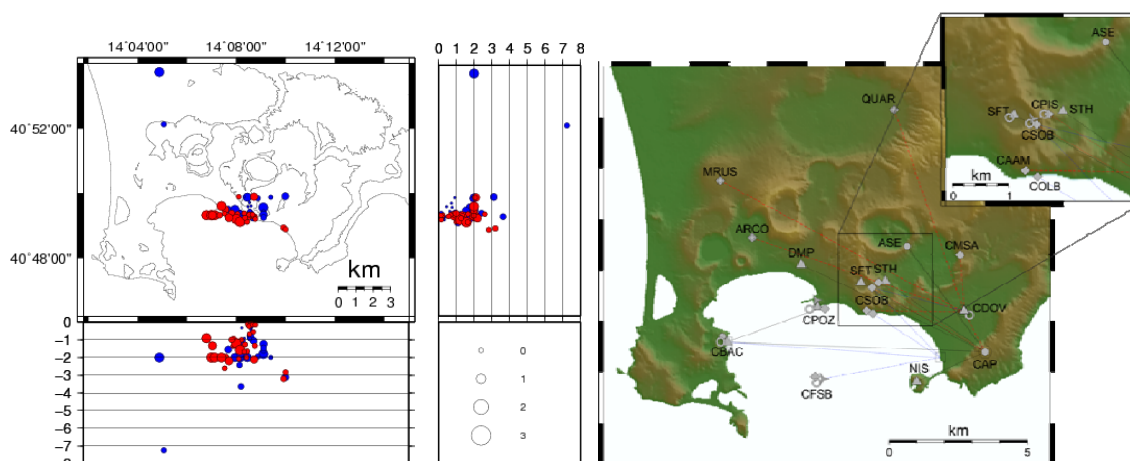 14˚04'00" 14˚08'00" 14˚12'00"
0 1 2 3 4 5 6 7 8
40˚52'00"
40˚48'00"
km
0 1 2 3
0
-1
-2
-3
-4
-5
-6
-7
0
1
2
3
ASE
CPIS
SFT
STH
CSOB
CAAM
km
COLB
0 1
QUAR
MRUS
ARCO
DMP
ASE
CMSA
SFT
STH
CSOB
CDOV
CPOZ
CBAC
CAP
NIS
CFSB
km
0 5